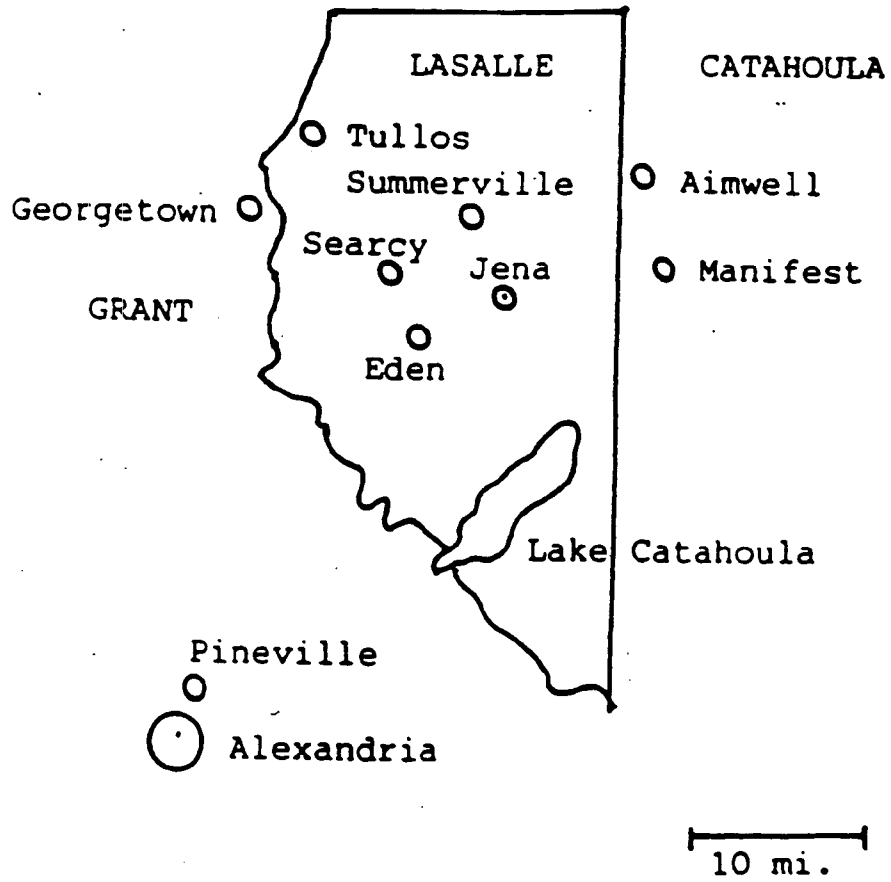 LASALLE
CATAHOULA
Tullos
Summerville
Aimwell
Georgetown
Searcy
Jena
Manifest
GRANT
Eden
Lake Catahoula
Pineville
Alexandria
10 mi.